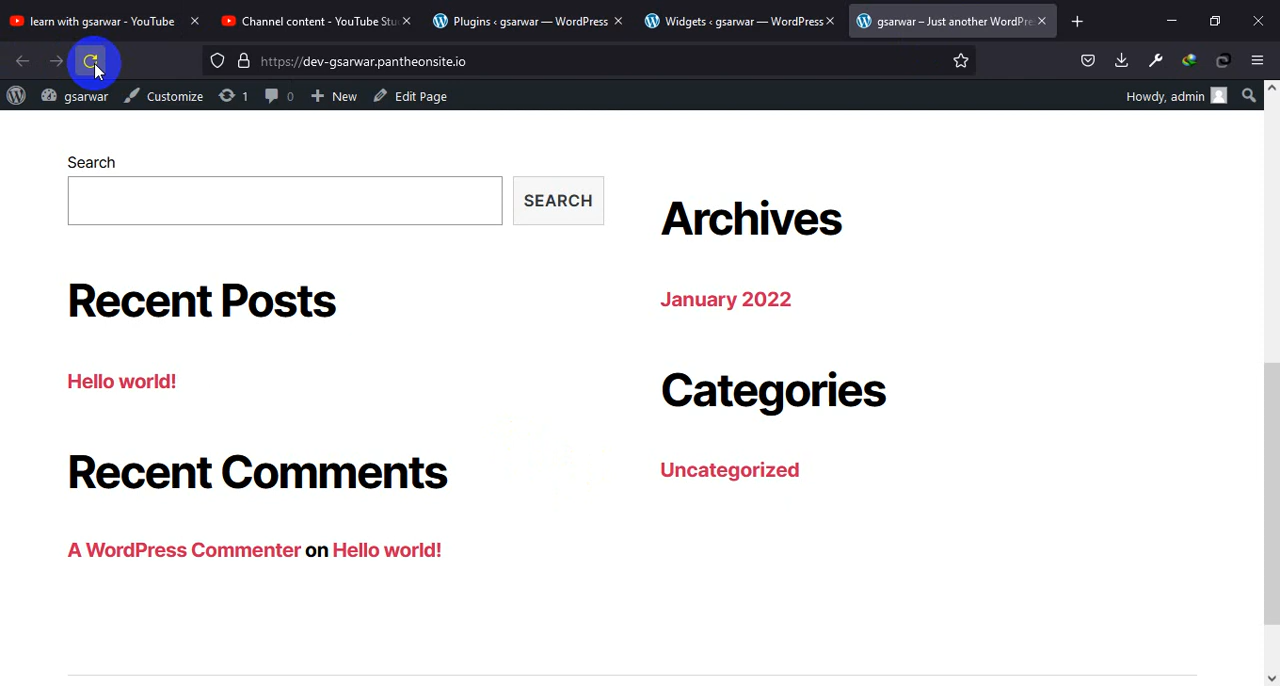 learn with gsarwar - YouTube
Channel content - YouTube Stu
Plugins ‹ gsarwar — WordPress
Widgets ‹ gsarwar — WordPress
gsarwar – Just another WordPre
https://dev-gsarwar.pantheonsite.io
gsarwar
Customize
1
0
New
Edit Page
Howdy, admin
Search
SEARCH
Recent Posts
Hello world!
Recent Comments
A WordPress Commenter on Hello world!
Archives
January 2022
Categories
Uncategorized